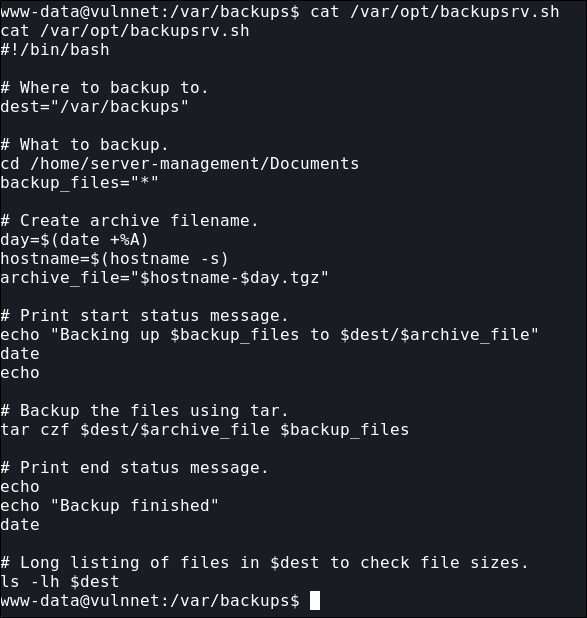 www-data@vulnnet:/var/backups$ cat /var/opt/backupsrv.sh
cat /var/opt/backupsrv.sh
#!/bin/bash
# Where to backup to.
dest="/var/backups"
# What to backup.
cd /home/server-management/Documents
backup_files="*"
# Create archive filename.
day=$(date +%A)
hostname=$(hostname -s)
archive_file="$hostname-$day.tgz"
# Print start status message.
echo "Backing up $backup_files to $dest/$archive_file"
date
echo
# Backup the files using tar.
tar czf $dest/$archive_file $backup_files
# Print end status message.
echo
echo "Backup finished"
date
# Long listing of files in $dest to check file sizes.
ls -lh $dest
www-data@vulnnet:/var/backups$